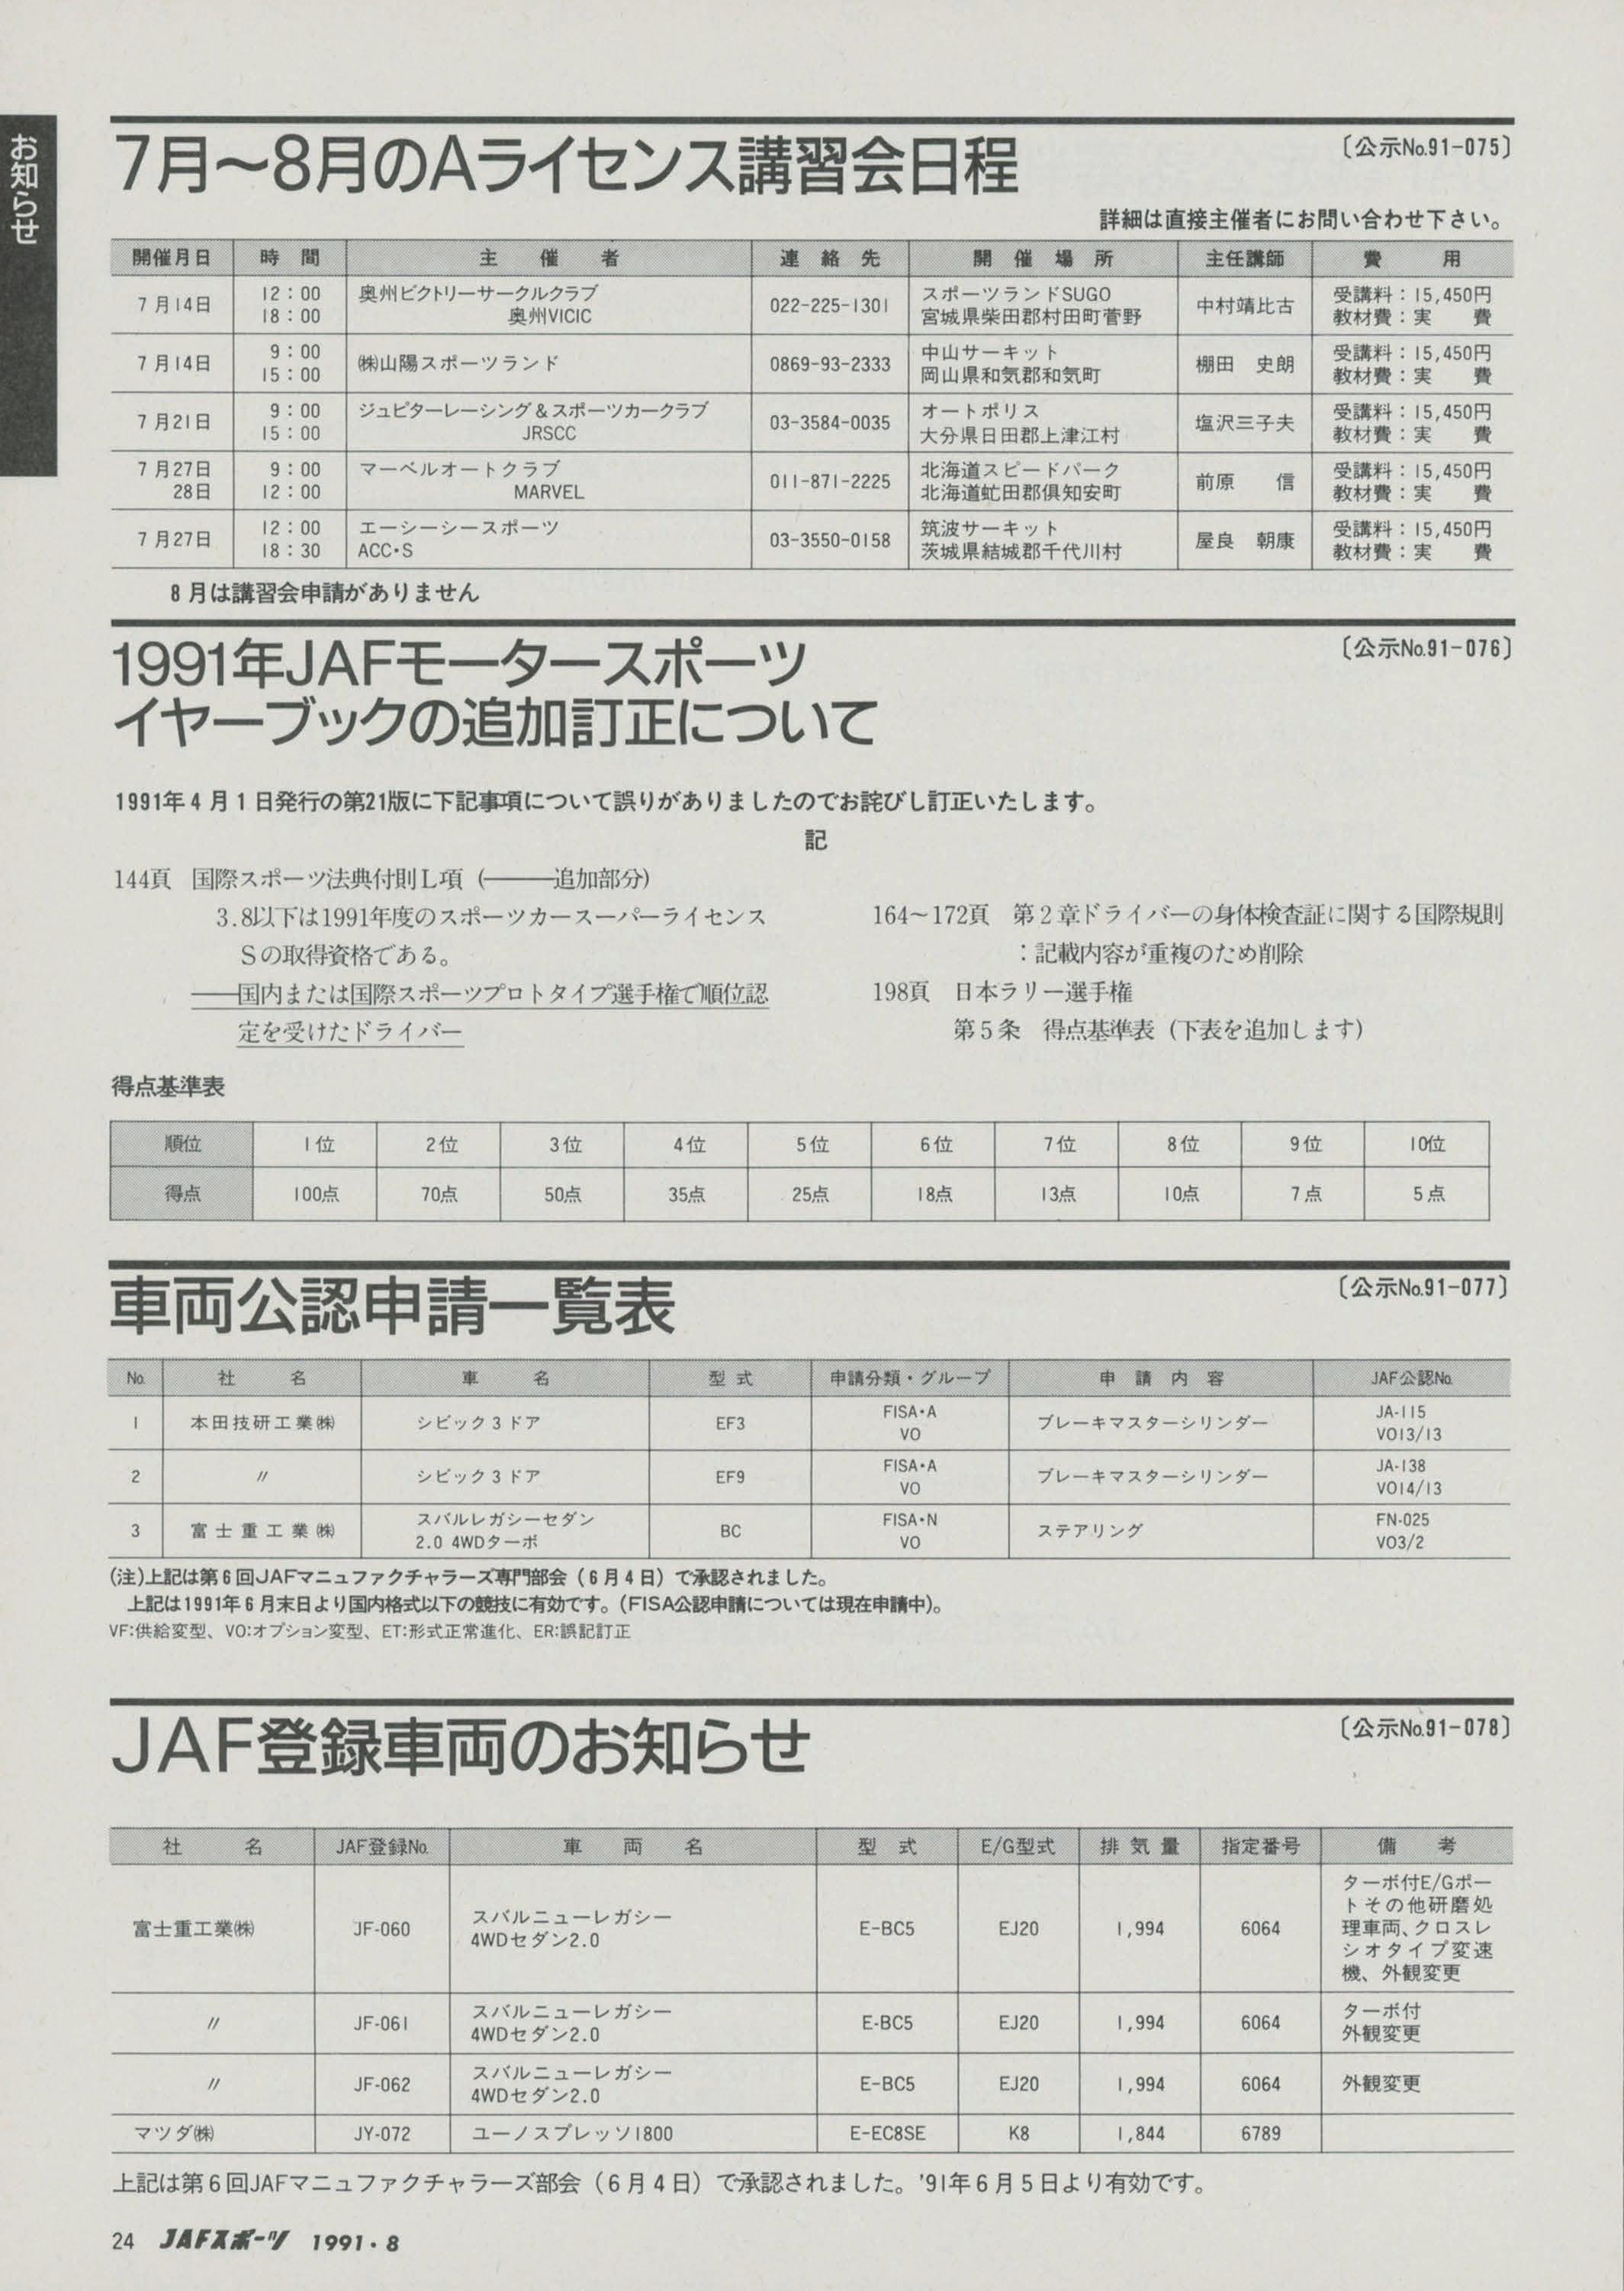 お知らせ
7月〜8月のAライセンス講習会日程
〔公示No.91-075〕
詳細は直接主催者にお問い合わせ下さい。
開催月日 時間 主催者 連絡先 開催場所 主任講師 費用
7月14日 12:00 18:00 奥州ビクトリーサークルクラブ 奥州VICIC 022-225-1301 スポーツランドSUGO 宮城県柴田郡村田町菅野 中村靖比古 受講料:15,450円 教材費:実費
7月14日 9:00 15:00 ㈱山陽スポーツランド 0869-93-2333 中山サーキット 岡山県和気郡和気町 棚田 史朗 受講料:15,450円 教材費:実費
7月21日 9:00 15:00 ジュピターレーシング&スポーツカークラブ JRSCC 03-3584-0035 オートポリス 大分県日田郡上津江村 塩沢三子夫 受講料:15,450円 教材費:実費
7月27日 28日 9:00 12:00 マーベルオートクラブ MARVEL 011-871-2225 北海道スピードパーク 北海道虻田郡倶知安町 前原 信 受講料:15,450円 教材費:実費
7月27日 12:00 18:30 エーシーシースポーツ ACC・S 03-3550-0158 筑波サーキット 茨城県結城郡千代川村 屋良 朝康 受講料:15,450円 教材費:実費
8月は講習会申請がありません
1991年JAFモータースポーツ
イヤーブックの追加訂正について
〔公示No.91-076〕
1991年4月1日発行の第21版に下記事項について誤りがありましたのでお詫びし訂正いたします。
記
144頁 国際スポーツ法典付則L項 (――追加部分)
3.8以下は1991年度のスポーツカースーパーライセンス
Sの取得資格である。
――国内または国際スポーツプロトタイプ選手権で順位認
定を受けたドライバー
164〜172頁 第2章ドライバーの身体検査証に関する国際規則
:記載内容が重複のため削除
198頁 日本ラリー選手権
第5条 得点基準表(下表を追加します)
得点基準表
順位 1位 2位 3位 4位 5位 6位 7位 8位 9位 10位
得点 100点 70点 50点 35点 25点 18点 13点 10点 7点 5点
車両公認申請一覧表
〔公示No.91-077〕
No. 社名 車名 型式 申請分類・グループ 申請内容 JAF公認No.
1 本田技研工業㈱ シビック3ドア EF3 FISA・A VO ブレーキマスターシリンダー JA-115 VO13/13
2 〃 シビック3ドア EF9 FISA・A VO ブレーキマスターシリンダー JA-138 VO14/13
3 富士重工業㈱ スバルレガシーセダン 2.0 4WDターボ BC FISA・N VO ステアリング FN-025 VO3/2
(注)上記は第6回JAFマニュファクチャラーズ専門部会(6月4日)で承認されました。
上記は1991年6月末日より国内格式以下の競技に有効です。(FISA公認申請については現在申請中)。
VF:供給変型、VO:オプション変型、ET:形式正常進化、ER:誤記訂正
JAF登録車両のお知らせ
〔公示No.91-078〕
社名 JAF登録No. 車両名 型式 E/G型式 排気量 指定番号 備考
富士重工業㈱ JF-060 スバルニューレガシー 4WDセダン2.0 E-BC5 EJ20 1,994 6064 ターボ付E/Gポートその他研磨処理車両、クロスレシオタイプ変速機、外観変更
〃 JF-061 スバルニューレガシー 4WDセダン2.0 E-BC5 EJ20 1,994 6064 ターボ付 外観変更
〃 JF-062 スバルニューレガシー 4WDセダン2.0 E-BC5 EJ20 1,994 6064 外観変更
マツダ㈱ JY-072 ユーノスプレッソ1800 E-EC8SE K8 1,844 6789
上記は第6回JAFマニュファクチャラーズ部会(6月4日)で承認されました。'91年6月5日より有効です。
24 JAFスポーツ 1991・8